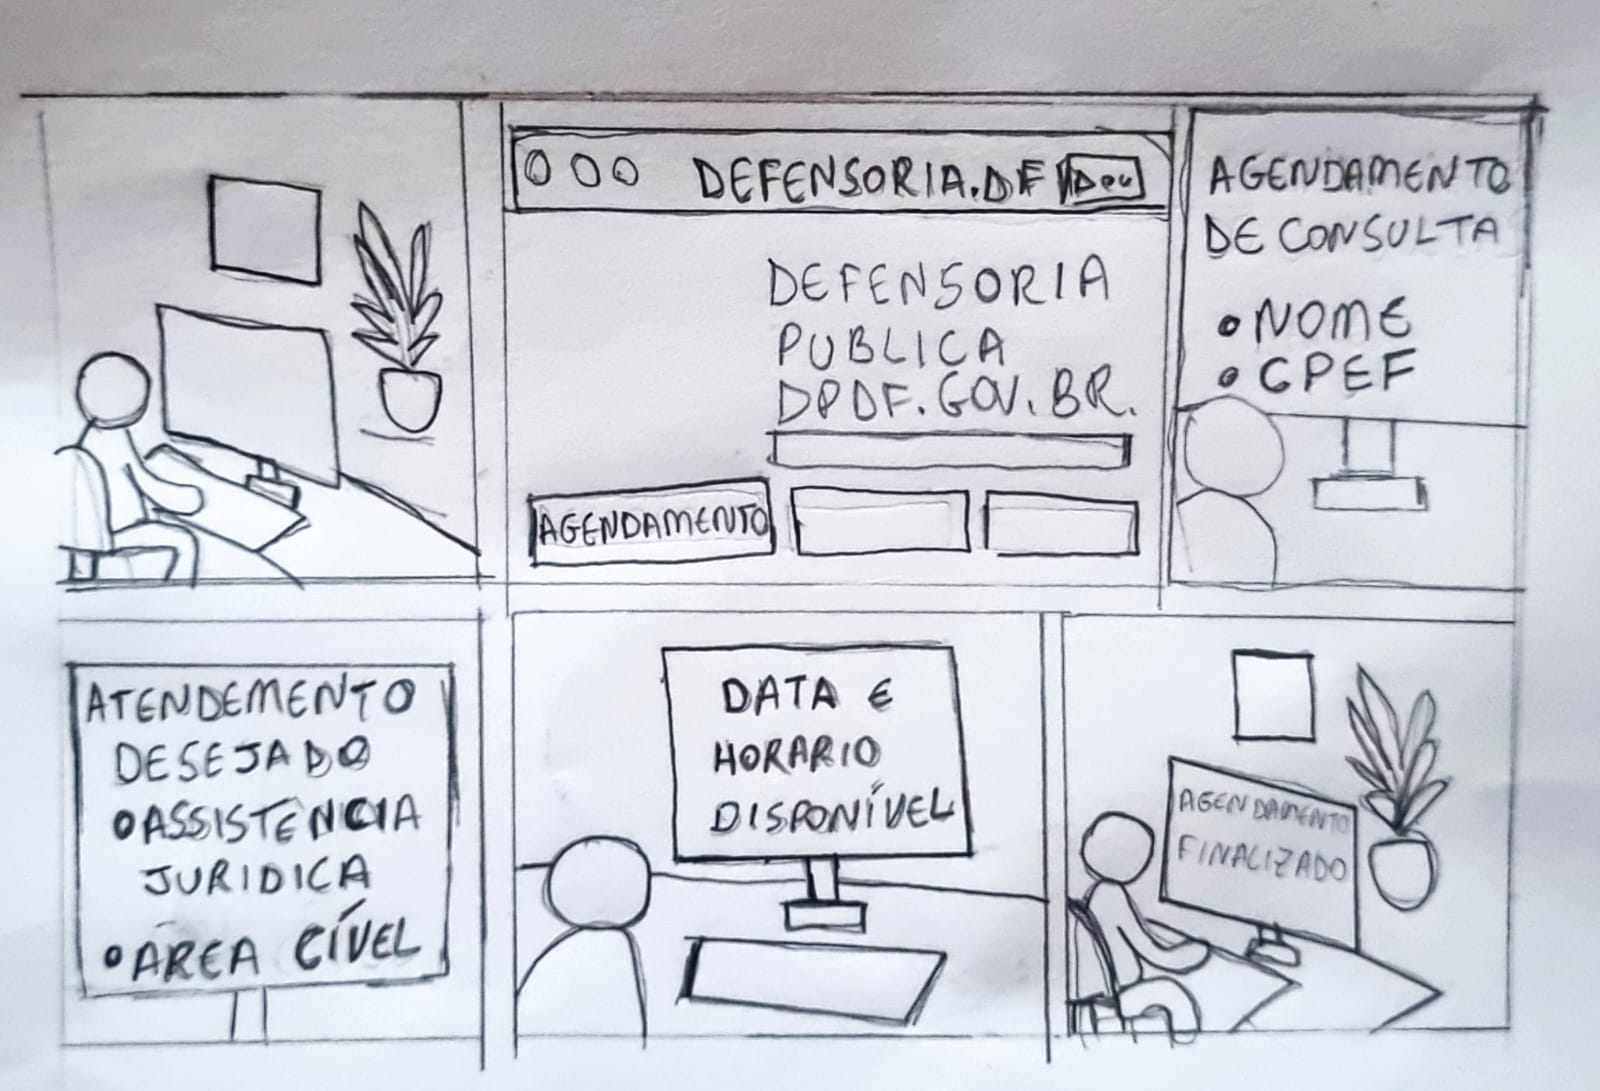 DEFENSORIA.DF
DEFENSORIA
PUBLICA
DPDF.GOV.BR.
AGENDAMENTO
AGENDAMENTO
DE CONSULTA
• NOME
• CPEF
ATENDEMENTO
DESEJADO
• ASSISTENCIA
JURIDICA
• AREA CÍVEL
DATA E
HORARIO
DISPONÍVEL
AGENDAMENTO
FINALIZADO